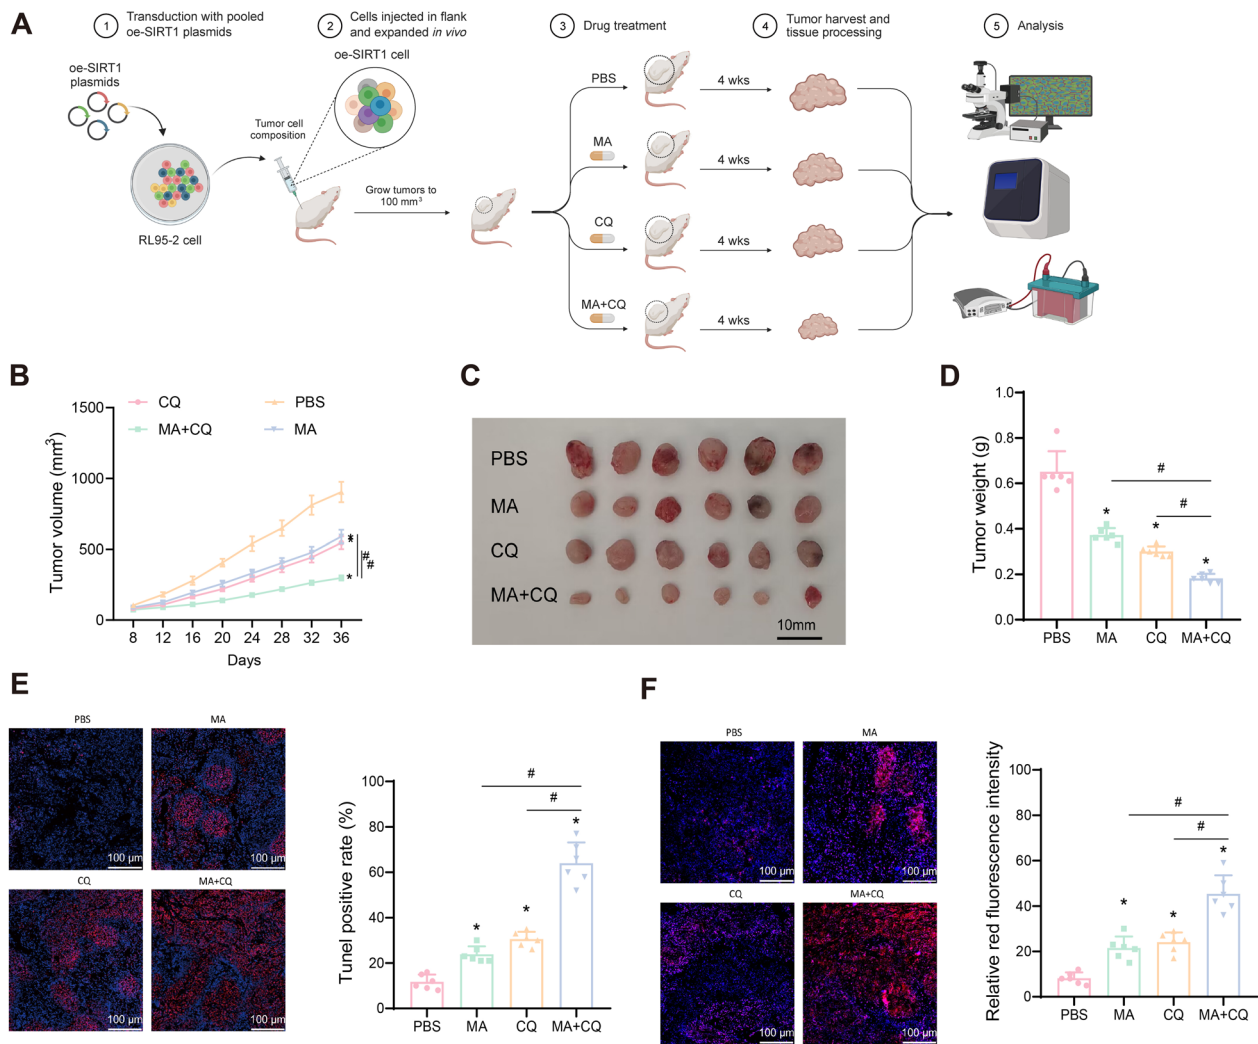 A
1
Transduction with pooled
oe-SIRT1 plasmids
2
Cells injected in flank
and expanded in vivo
3
Drug treatment
4
Tumor harvest and
tissue processing
5
Analysis
oe-SIRT1
plasmids
oe-SIRT1 cell
Tumor cell
composition
RL95-2 cell
Grow tumors to
100 mm³
PBS
4 wks
MA
4 wks
CQ
4 wks
MA+CQ
4 wks
B
CQ
PBS
MA+CQ
MA
Tumor volume (mm³)
1500
1000
500
0
8 12 16 20 24 28 32 36
Days
*
*
*
#
#
C
PBS
MA
CQ
MA+CQ
10mm
D
Tumor weight (g)
1.0
0.8
0.6
0.4
0.2
0.0
#
#
* * *
PBS MA CQ MA+CQ
E
PBS
MA
100 μm
100 μm
CQ
MA+CQ
100 μm
100 μm
Tunel positive rate (%)
100
80
60
40
20
0
#
#
* * *
PBS MA CQ MA+CQ
F
PBS
MA
100 μm
100 μm
CQ
MA+CQ
100 μm
100 μm
Relative red fluorescence intensity
100
80
60
40
20
0
#
#
* * *
PBS MA CQ MA+CQ